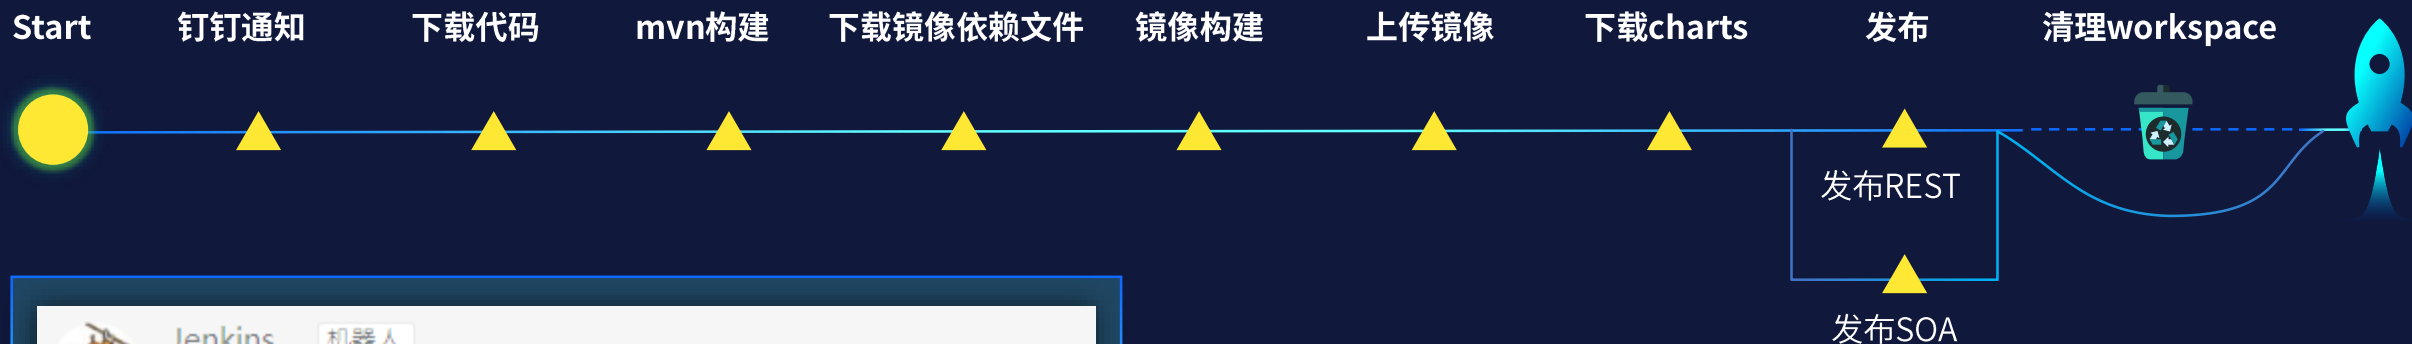 Start 钉钉通知 下载代码 mvn构建 下载镜像依赖文件 镜像构建 上传镜像 下载charts 发布 清理workspace
发布REST
发布SOA
Jenkins 机器人